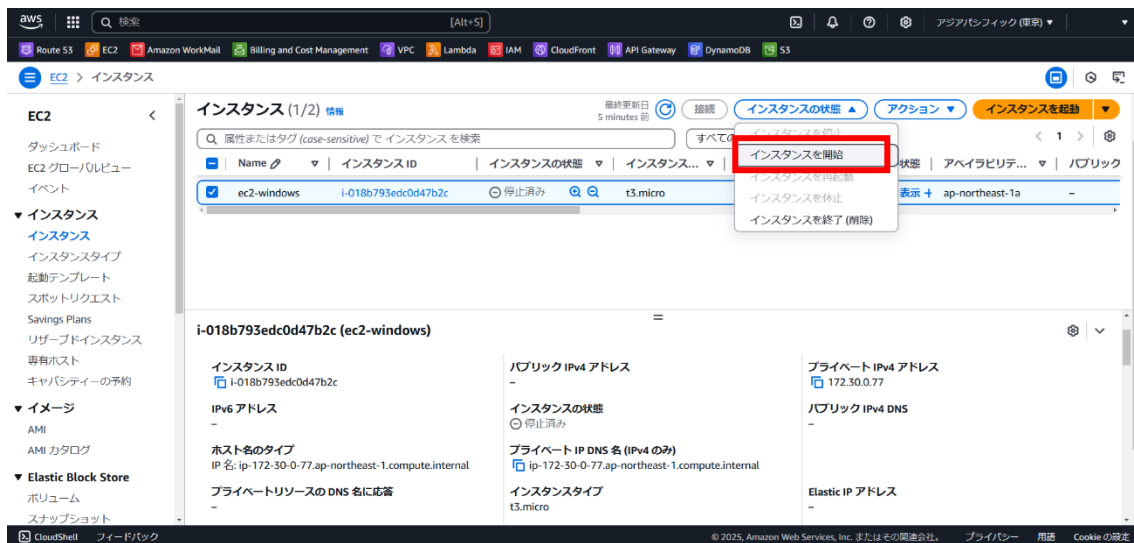 aws
検索
[Alt+S]
アジアパシフィック (東京)
Route 53 EC2 Amazon WorkMail Billing and Cost Management VPC Lambda IAM CloudFront API Gateway DynamoDB S3
EC2 > インスタンス
EC2
ダッシュボード
EC2 グローバルビュー
イベント
インスタンス
インスタンス
インスタンスタイプ
起動テンプレート
スポットリクエスト
Savings Plans
リザーブドインスタンス
専有ホスト
キャパシティーの予約
イメージ
AMI
AMI カタログ
Elastic Block Store
ボリューム
スナップショット
インスタンス (1/2) 情報
最終更新日
5 minutes 前
接続
インスタンスの状態
アクション
インスタンスを起動
属性またはタグ (case-sensitive) で インスタンス を検索
すべての
1
インスタンスを停止
インスタンスを開始
インスタンスを再起動
インスタンスを休止
インスタンスを終了 (削除)
Name インスタンス ID インスタンスの状態 インスタンス... 状態 アベイラビリテ... パブリック
ec2-windows i-018b793edc0d47b2c 停止済み t3.micro 表示 + ap-northeast-1a –
i-018b793edc0d47b2c (ec2-windows)
インスタンス ID
i-018b793edc0d47b2c
パブリック IPv4 アドレス
–
プライベート IPv4 アドレス
172.30.0.77
IPv6 アドレス
–
インスタンスの状態
停止済み
パブリック IPv4 DNS
–
ホスト名のタイプ
IP 名: ip-172-30-0-77.ap-northeast-1.compute.internal
プライベート IP DNS 名 (IPv4 のみ)
ip-172-30-0-77.ap-northeast-1.compute.internal
プライベートリソースの DNS 名に応答
–
インスタンスタイプ
t3.micro
Elastic IP アドレス
–
CloudShell フィードバック
© 2025, Amazon Web Services, Inc. またはその関連会社。 プライバシー 用語 Cookie の設定